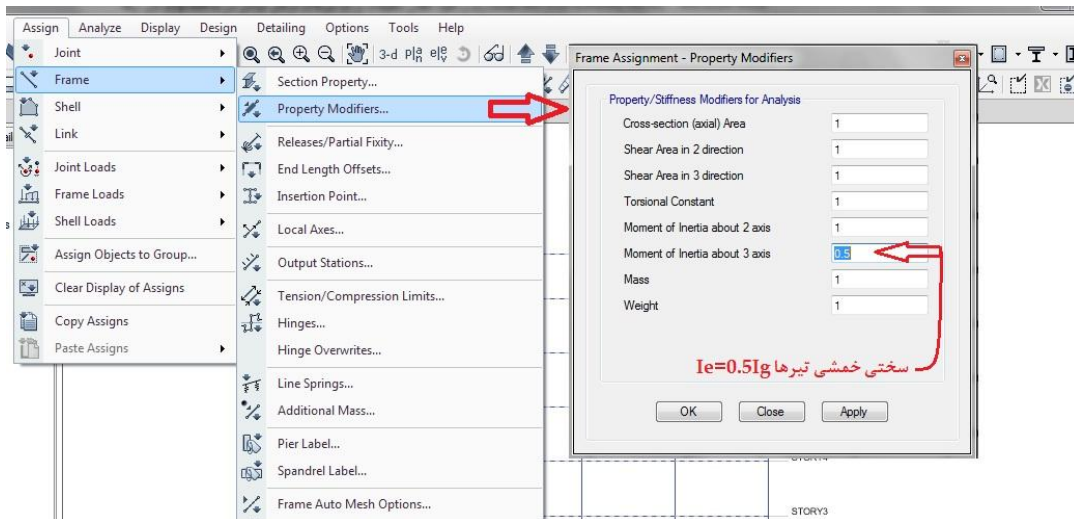 Assign Analyze Display Design Detailing Options Tools Help
Joint
Frame
Shell
Link
Joint Loads
Frame Loads
Shell Loads
Assign Objects to Group...
Clear Display of Assigns
Copy Assigns
Paste Assigns
3-d
Section Property...
Property Modifiers...
Releases/Partial Fixity...
End Length Offsets...
Insertion Point...
Local Axes...
Output Stations...
Tension/Compression Limits...
Hinges...
Hinge Overwrites...
Line Springs...
Additional Mass...
Pier Label...
Spandrel Label...
Frame Auto Mesh Options...
Frame Assignment - Property Modifiers
Property/Stiffness Modifiers for Analysis
Cross-section (axial) Area 1
Shear Area in 2 direction 1
Shear Area in 3 direction 1
Torsional Constant 1
Moment of Inertia about 2 axis 1
Moment of Inertia about 3 axis 0.5
Mass 1
Weight 1
سختی خمشی تیرها Ie=0.5Ig
OK Close Apply
STORY3